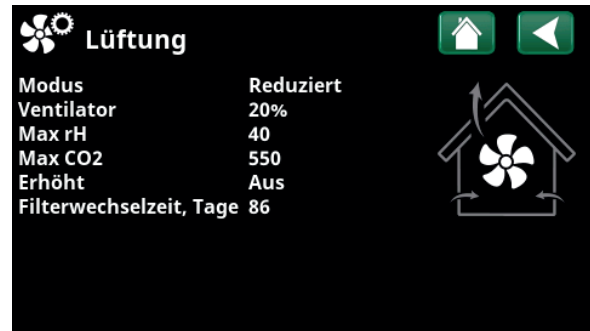 Lüftung
Modus Reduziert
Ventilator 20%
Max rH 40
Max CO2 550
Erhöht Aus
Filterwechselzeit, Tage 86